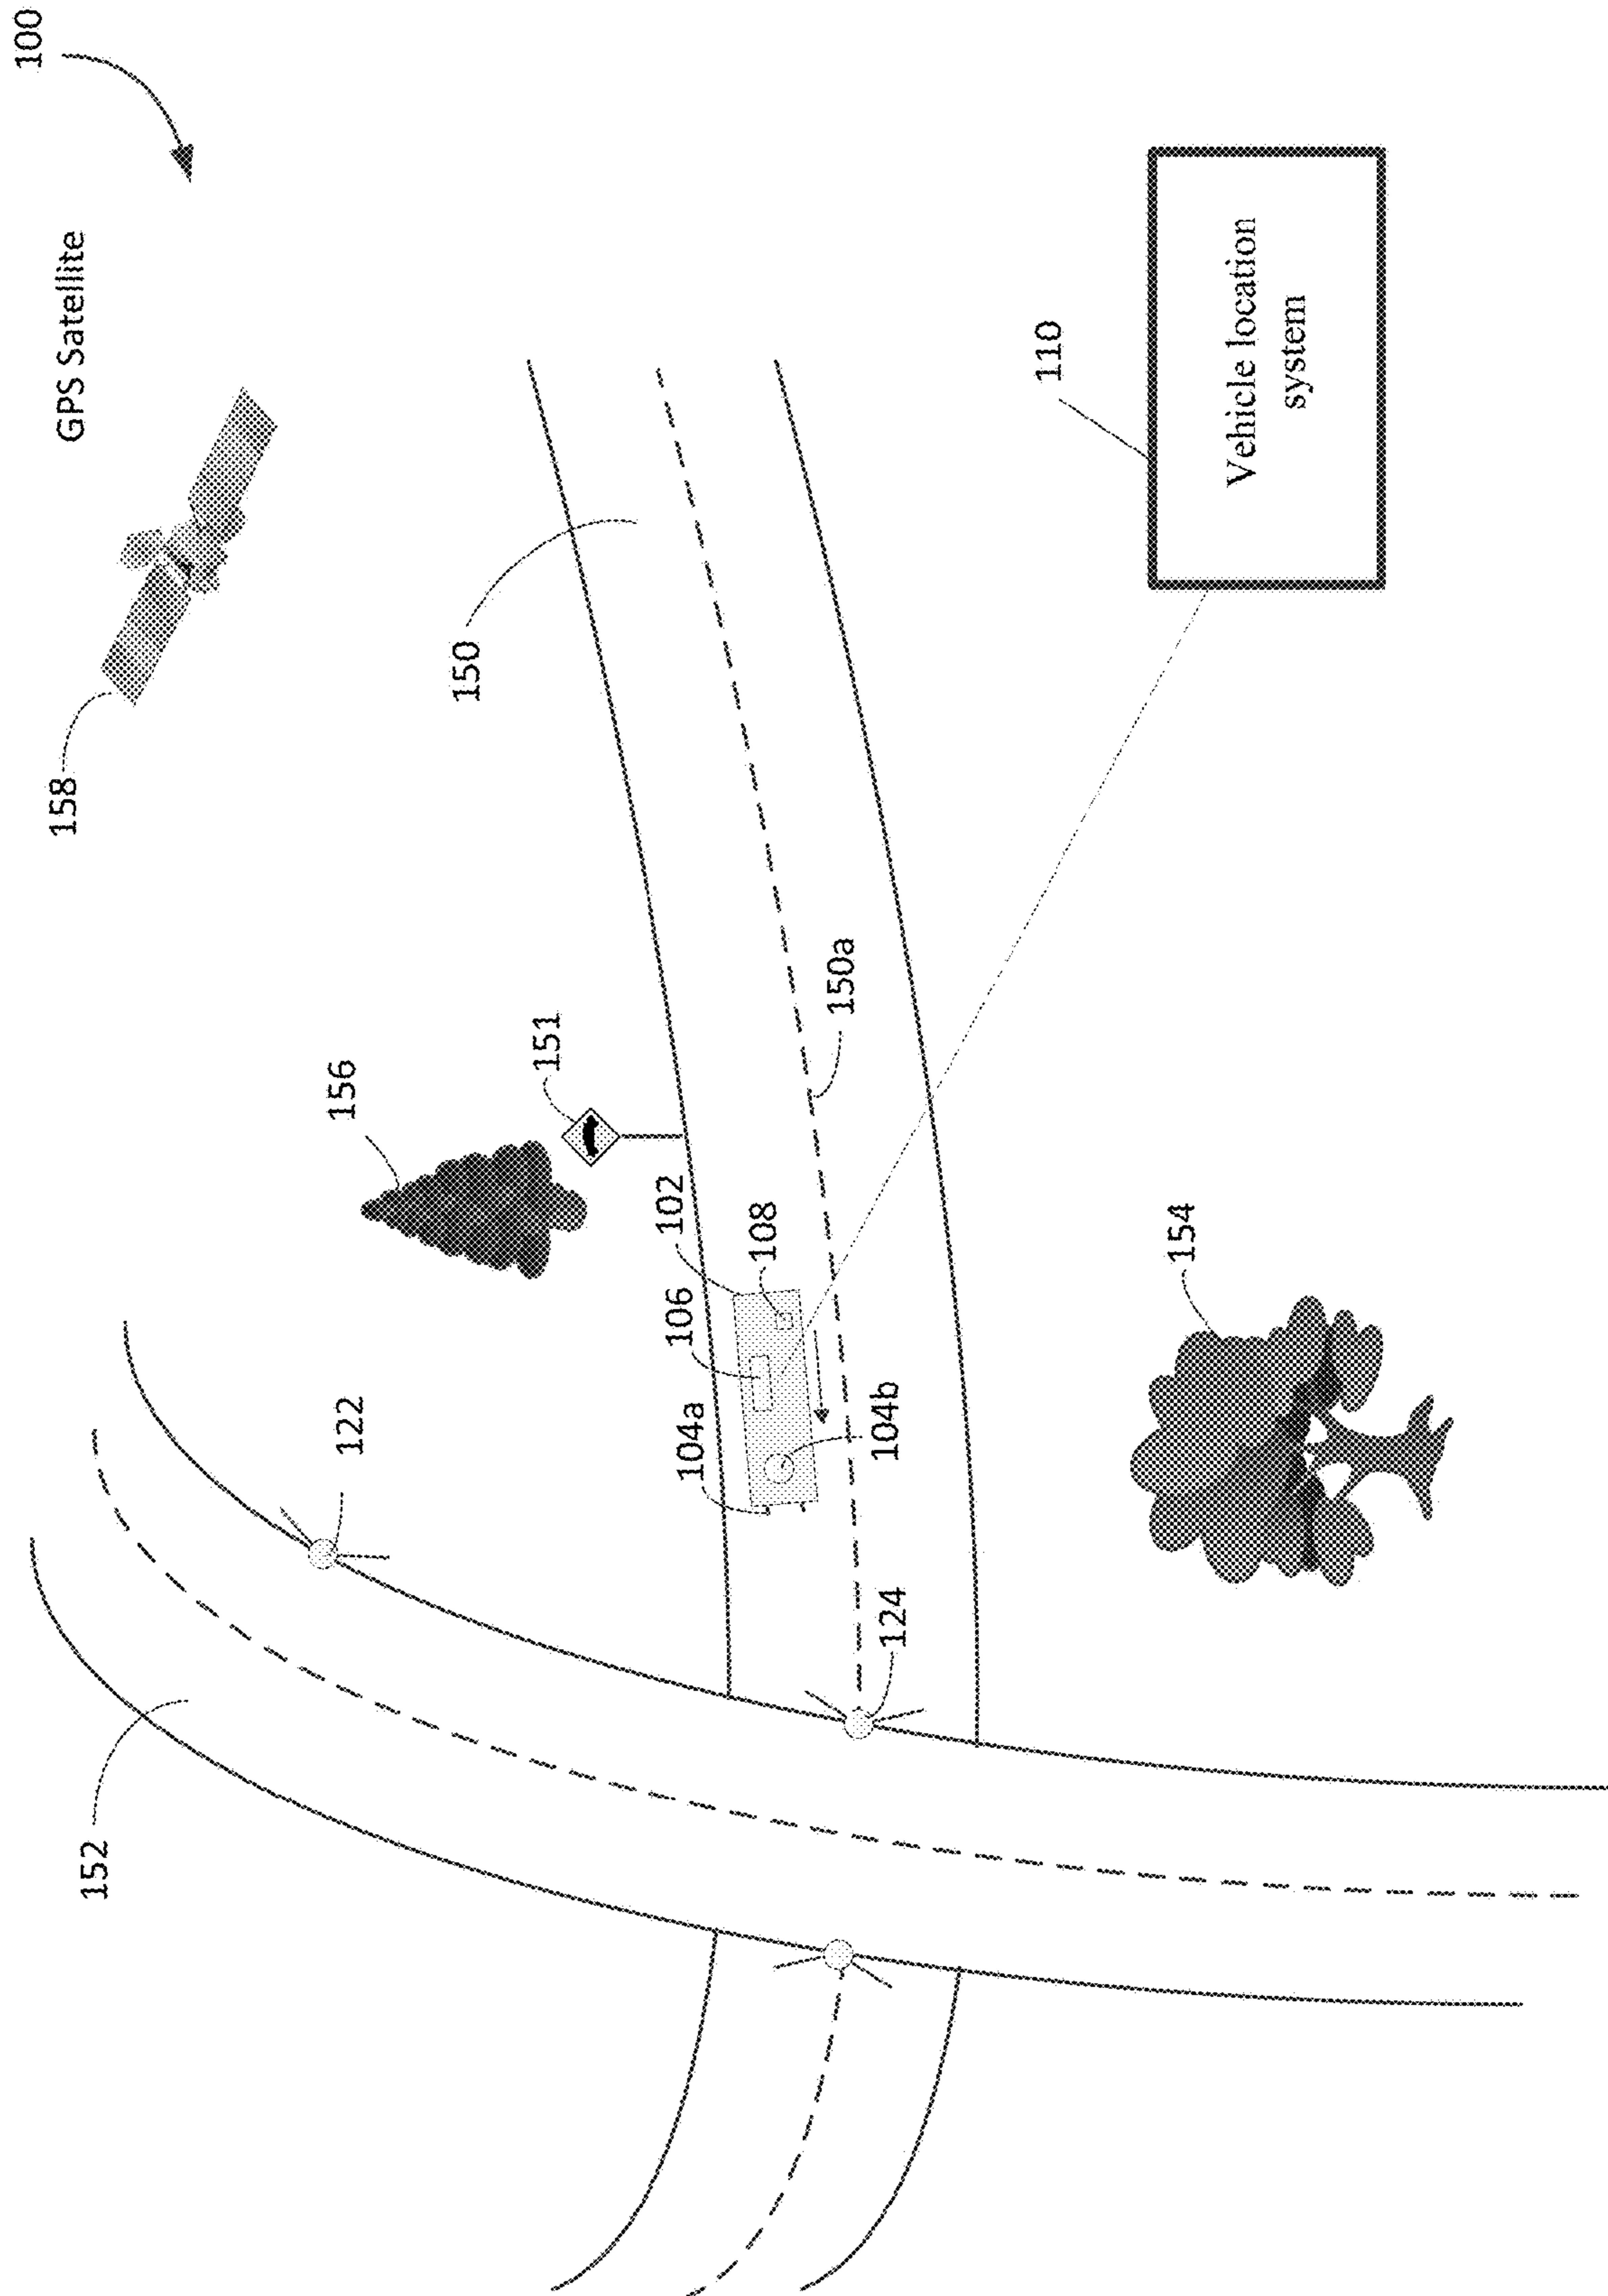 100
GPS Satellite
158
152
122
156
150
151
104a
106
102
108
150a
104b
124
110
154
Vehicle location
system